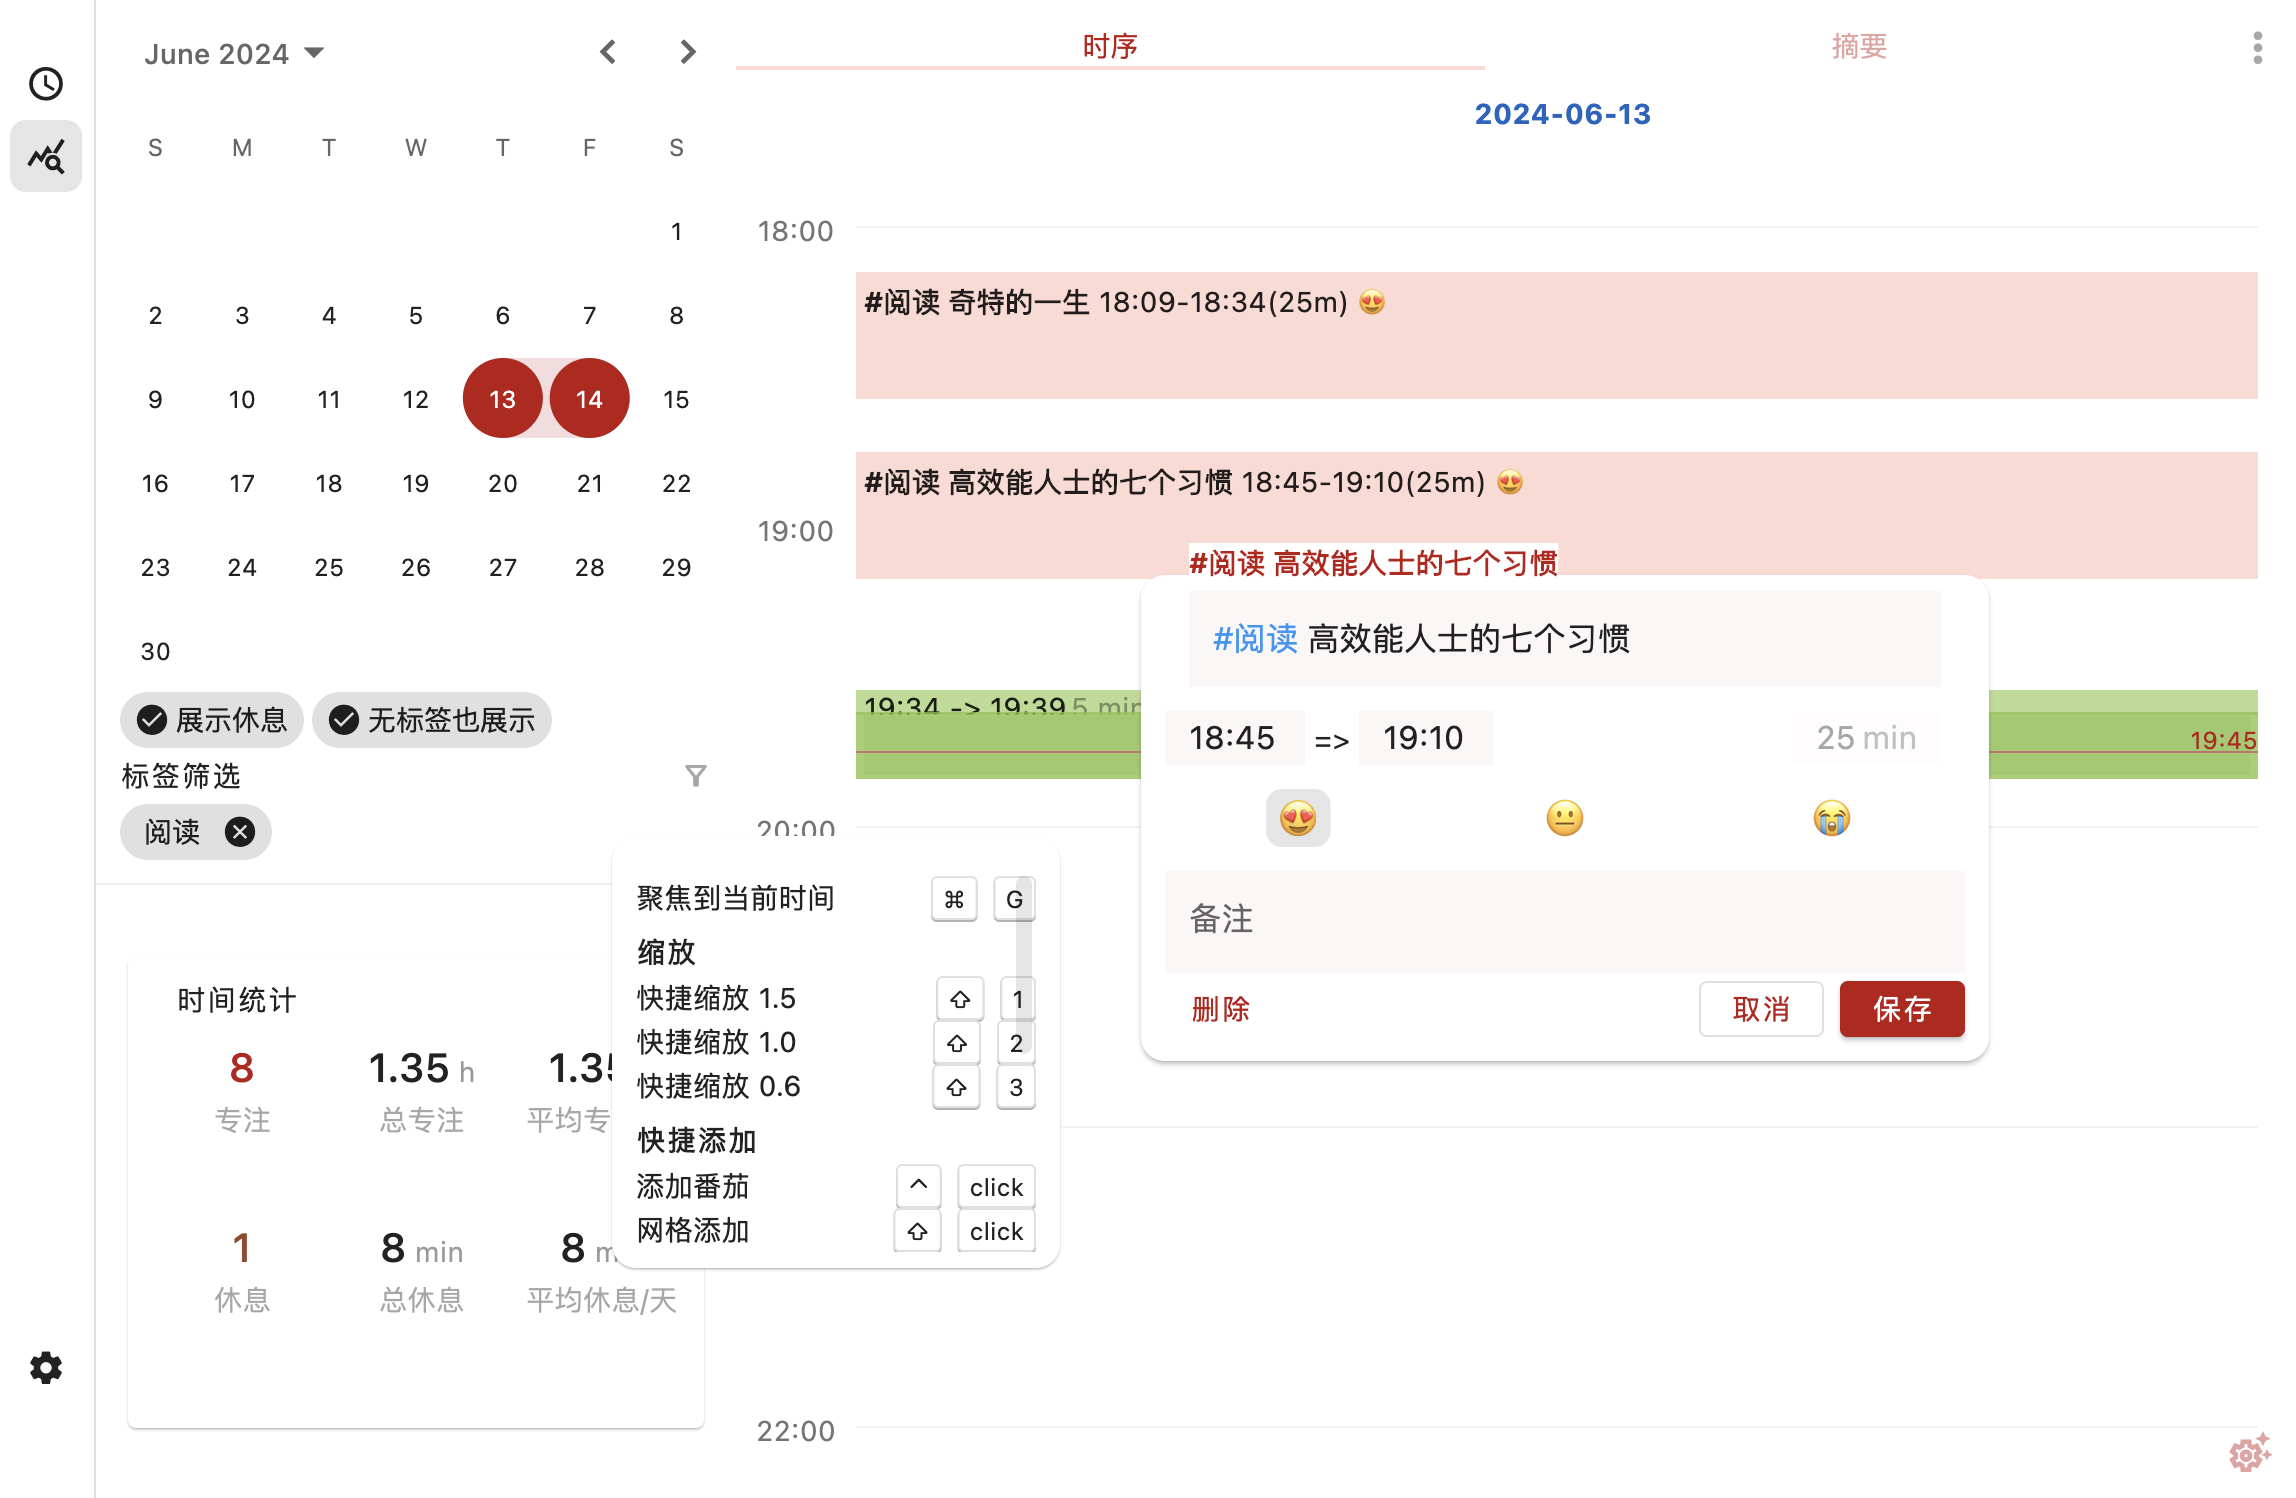 June 2024
S M T W T F S
1
2 3 4 5 6 7 8
9 10 11 12 13 14 15
16 17 18 19 20 21 22
23 24 25 26 27 28 29
30
展示休息 无标签也展示
标签筛选
阅读
时间统计
8 1.35 h 1.35
专注 总专注 平均专
1 8 min 8 m
休息 总休息 平均休息/天
聚焦到当前时间 ⌘ G
缩放
快捷缩放 1.5 ⇧ 1
快捷缩放 1.0 ⇧ 2
快捷缩放 0.6 ⇧ 3
快捷添加
添加番茄 ^ click
网格添加 ⇧ click
时序 摘要
2024-06-13
18:00
#阅读 奇特的一生 18:09-18:34(25m) 😍
#阅读 高效能人士的七个习惯 18:45-19:10(25m) 😍
19:00
#阅读 高效能人士的七个习惯
#阅读 高效能人士的七个习惯
18:45 => 19:10 25 min
😍 😐 😭
备注
删除 取消 保存
19:34 -> 19:39 5 min
19:45
20:00
22:00